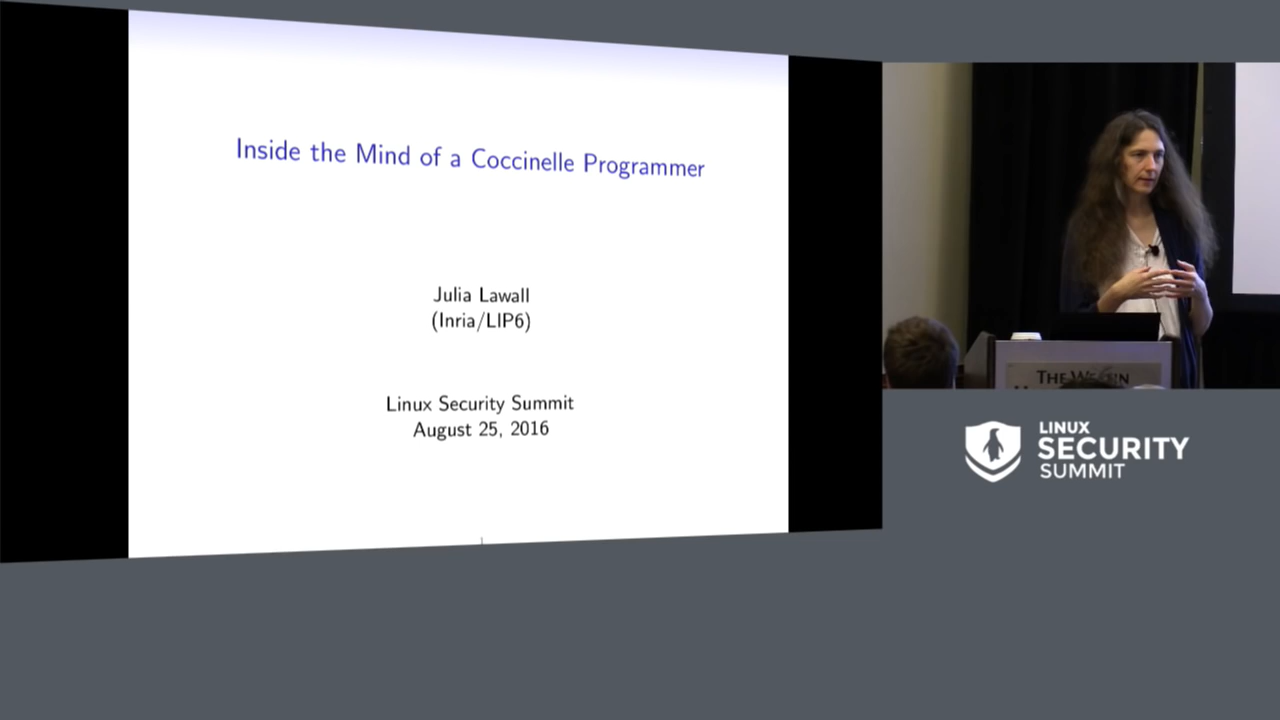 Inside the Mind of a Coccinelle Programmer
Julia Lawall
(Inria/LIP6)
Linux Security Summit
August 25, 2016
THE
LINUX
SECURITY
SUMMIT